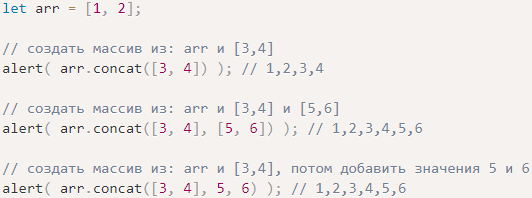 let arr = [1, 2];
// создать массив из: arr и [3,4]
alert( arr.concat([3, 4]) ); // 1,2,3,4
// создать массив из: arr и [3,4] и [5,6]
alert( arr.concat([3, 4], [5, 6]) ); // 1,2,3,4,5,6
// создать массив из: arr и [3,4], потом добавить значения 5 и 6
alert( arr.concat([3, 4], 5, 6) ); // 1,2,3,4,5,6